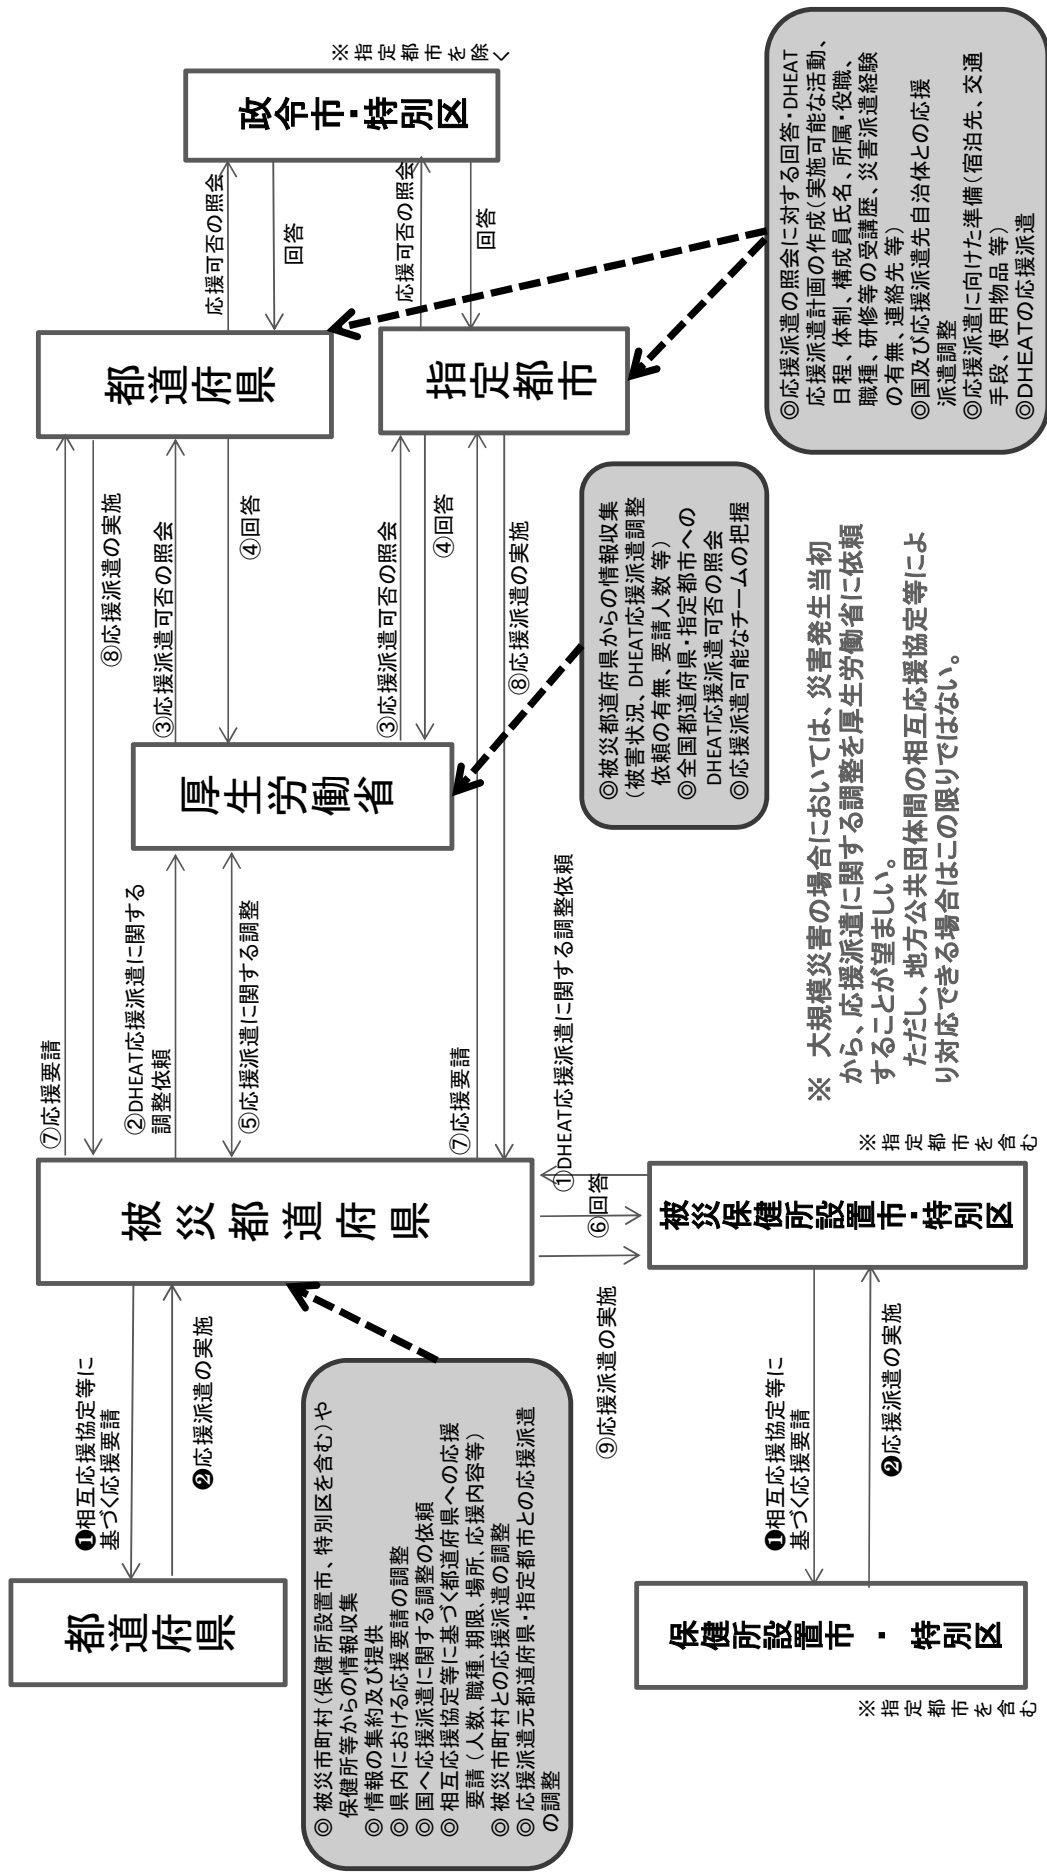 都道府県
❶相互応援協定等に
基づく応援要請
❷応援派遣の実施
被災都道府県
⑦応援要請
⑧応援派遣の実施
②DHEAT応援派遣に関する
調整依頼
⑤応援派遣に関する調整
厚生労働省
③応援派遣可否の照会
④回答
都道府県
応援可否の照会
回答
政令市・特別区
※指定都市を除く
③応援派遣可否の照会
④回答
⑦応援要請
⑧応援派遣の実施
指定都市
応援可否の照会
回答
①DHEAT応援派遣に関する調整依頼
⑥回答
⑨応援派遣の実施
◎ 被災市町村(保健所設置市、特別区を含む)や
保健所等からの情報収集
◎ 情報の集約及び提供
◎ 県内における応援要請の調整
◎ 国へ応援派遣に関する調整の依頼
◎ 相互応援協定等に基づく都道府県への応援
要請(人数、職種、期限、場所、応援内容等)
◎ 被災市町村との応援派遣の調整
◎ 応援派遣元都道府県・指定都市との応援派遣
の調整
◎被災都道府県からの情報収集
(被害状況、DHEAT応援派遣調整
依頼の有無、要請人数 等)
◎全国都道府県・指定都市への
DHEAT応援派遣可否の照会
◎応援派遣可能なチームの把握
◎応援派遣の照会に対する回答・DHEAT
応援派遣計画の作成(実施可能な活動、
日程、体制、構成員氏名、所属・役職、
職種、研修等の受講歴、災害派遣経験
の有無、連絡先 等)
◎国及び応援派遣先自治体との応援
派遣調整
◎応援派遣に向けた準備(宿泊先、交通
手段、使用物品 等)
◎DHEATの応援派遣
保健所設置市 ・ 特別区
※指定都市を含む
❶相互応援協定等に
基づく応援要請
❷応援派遣の実施
被災保健所設置市・特別区
※指定都市を含む
※ 大規模災害の場合においては、災害発生当初
から、応援派遣に関する調整を厚生労働省に依頼
することが望ましい。
ただし、地方公共団体間の相互応援協定等によ
り対応できる場合はこの限りではない。